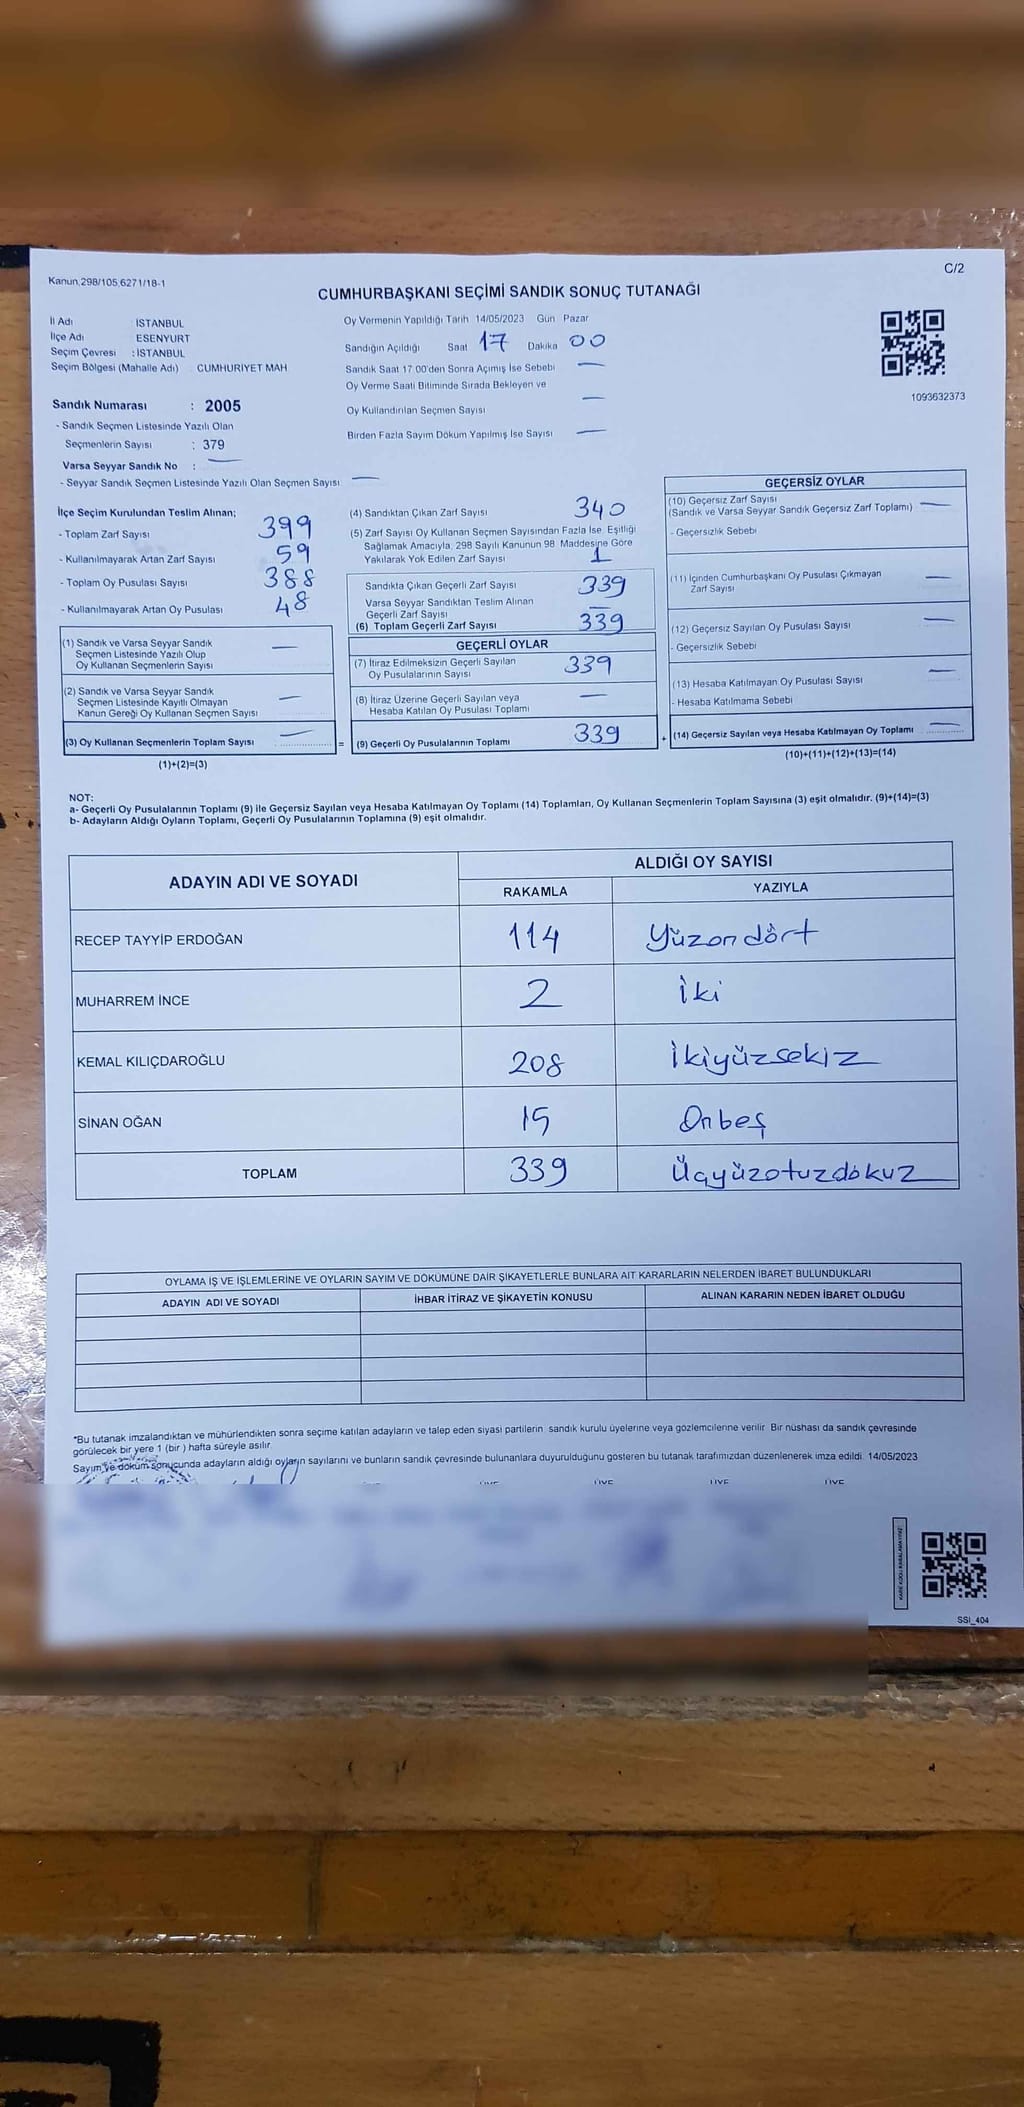 C/2
Kanun,298/105,6271/18-1
CUMHURBAŞKANI SEÇİMİ SANDIK SONUÇ TUTANAĞI
İl Adı İSTANBUL
İlçe Adı ESENYURT
Seçim Çevresi : İSTANBUL
Seçim Bölgesi (Mahalle Adı) CUMHURİYET MAH
Sandık Numarası : 2005
- Sandık Seçmen Listesinde Yazılı Olan
Seçmenlerin Sayısı : 379
Varsa Seyyar Sandık No : —
- Seyyar Sandık Seçmen Listesinde Yazılı Olan Seçmen Sayısı —
Oy Vermenin Yapıldığı Tarih 14/05/2023 Gün Pazar
Sandığın Açıldığı Saat 17 Dakika 00
Sandık Saat 17 00'den Sonra Açımış İse Sebebi —
Oy Verme Saati Bitiminde Sırada Bekleyen ve
Oy Kullandırılan Seçmen Sayısı —
Birden Fazla Sayım Döküm Yapılmış İse Sayısı —
1093632373
İlçe Seçim Kurulundan Teslim Alınan;
- Toplam Zarf Sayısı 399
- Kullanılmayarak Artan Zarf Sayısı 59
- Toplam Oy Pusulası Sayısı 388
- Kullanılmayarak Artan Oy Pusulası 48
(1) Sandık ve Varsa Seyyar Sandık
Seçmen Listesinde Yazılı Olup
Oy Kullanan Seçmenlerin Sayısı —
(2) Sandık ve Varsa Seyyar Sandık
Seçmen Listesinde Kayıtlı Olmayan
Kanun Gereği Oy Kullanan Seçmen Sayısı —
(3) Oy Kullanan Seçmenlerin Toplam Sayısı —
(1)+(2)=(3)
(4) Sandıktan Çıkan Zarf Sayısı 340
(5) Zarf Sayısı Oy Kullanan Seçmen Sayısından Fazla İse, Eşitliği
Sağlamak Amacıyla, 298 Sayılı Kanunun 98. Maddesine Göre
Yakılarak Yok Edilen Zarf Sayısı 1
Sandıkta Çıkan Geçerli Zarf Sayısı 339
Varsa Seyyar Sandıktan Teslim Alınan
Geçerli Zarf Sayısı —
(6) Toplam Geçerli Zarf Sayısı 339
GEÇERLİ OYLAR
(7) İtiraz Edilmeksizin Geçerli Sayılan
Oy Pusulalarının Sayısı 339
(8) İtiraz Üzerine Geçerli Sayılan veya
Hesaba Katılan Oy Pusulası Toplamı —
= (9) Geçerli Oy Pusulalarının Toplamı 339
GEÇERSİZ OYLAR
(10) Geçersiz Zarf Sayısı
(Sandık ve Varsa Seyyar Sandık Geçersiz Zarf Toplamı) —
- Geçersizlik Sebebi
(11) İçinden Cumhurbaşkanı Oy Pusulası Çıkmayan
Zarf Sayısı —
(12) Geçersiz Sayılan Oy Pusulası Sayısı —
- Geçersizlik Sebebi
(13) Hesaba Katılmayan Oy Pusulası Sayısı —
- Hesaba Katılmama Sebebi
+ (14) Geçersiz Sayılan veya Hesaba Katılmayan Oy Toplamı —
(10)+(11)+(12)+(13)=(14)
NOT:
a- Geçerli Oy Pusulalarının Toplamı (9) ile Geçersiz Sayılan veya Hesaba Katılmayan Oy Toplamı (14) Toplamları, Oy Kullanan Seçmenlerin Toplam Sayısına (3) eşit olmalıdır. (9)+(14)=(3)
b- Adayların Aldığı Oyların Toplamı, Geçerli Oy Pusulalarının Toplamına (9) eşit olmalıdır.
ADAYIN ADI VE SOYADI ALDIĞI OY SAYISI
RAKAMLA YAZIYLA
RECEP TAYYİP ERDOĞAN 114 Yüzondört
MUHARREM İNCE 2 İki
KEMAL KILIÇDAROĞLU 208 İkiyüzsekiz
SİNAN OĞAN 15 Onbeş
TOPLAM 339 Üçyüzotuzdokuz
OYLAMA İŞ VE İŞLEMLERİNE VE OYLARIN SAYIM VE DÖKÜMÜNE DAİR ŞİKAYETLERLE BUNLARA AİT KARARLARIN NELERDEN İBARET BULUNDUKLARI
ADAYIN ADI VE SOYADI İHBAR İTİRAZ VE ŞİKAYETİN KONUSU ALINAN KARARIN NEDEN İBARET OLDUĞU
*Bu tutanak imzalandıktan ve mühürlendikten sonra seçime katılan adayların ve talep eden siyasi partilerin sandık kurulu üyelerine veya gözlemcilerine verilir. Bir nüshası da sandık çevresinde
görülecek bir yere 1 (bir ) hafta süreyle asılır.
Sayım ve döküm sonucunda adayların aldığı oyların sayılarını ve bunların sandık çevresinde bulunanlara duyurulduğunu gösteren bu tutanak tarafımızdan düzenlenerek imza edildi. 14/05/2023
ÜYE ÜYE ÜYE ÜYE
SSİ_404